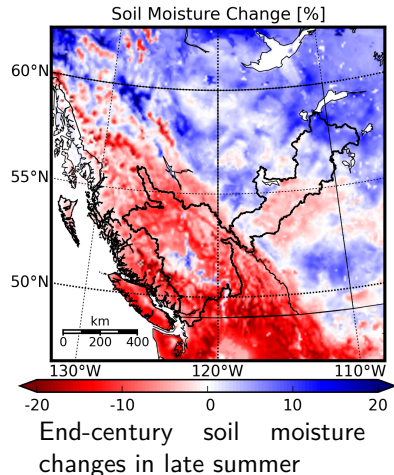 Soil Moisture Change [%]
60°N
55°N
50°N
km
0 200 400
130°W 120°W 110°W
-20 -10 0 10 20
End-century soil moisture
changes in late summer